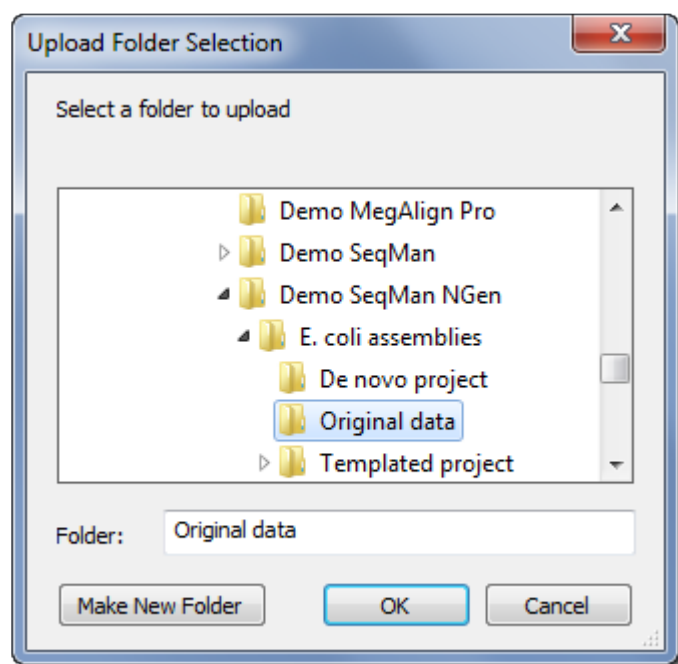 Upload Folder Selection
Select a folder to upload
Demo MegAlign Pro
Demo SeqMan
Demo SeqMan NGen
E. coli assemblies
De novo project
Original data
Templated project
Folder: Original data
Make New Folder OK Cancel